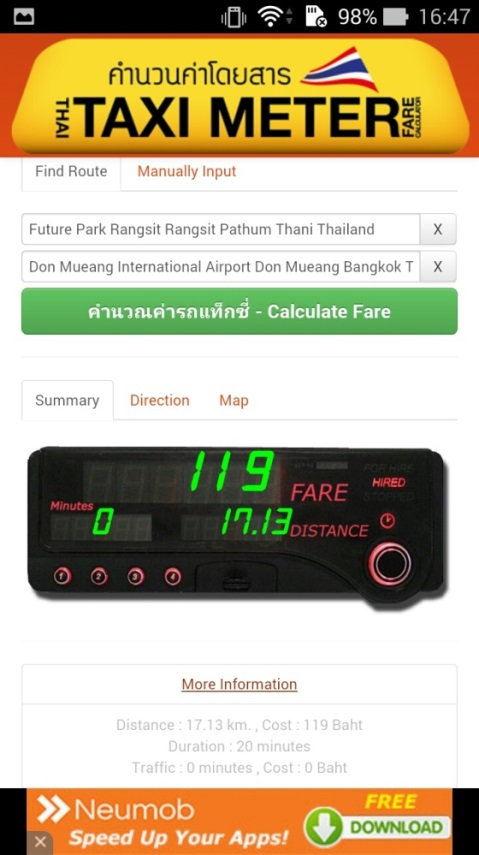 98% 16:47
คำนวนค่าโดยสาร
THAI TAXI METER FARE CALCULATOR
Find Route Manually Input
Future Park Rangsit Rangsit Pathum Thani Thailand X
Don Mueang International Airport Don Mueang Bangkok T X
คำนวณค่ารถแท็กซี่ - Calculate Fare
Summary Direction Map
119 FARE
FOR HIRE
HIRED
STOPPED
Minutes
0 17.13 DISTANCE
1 2 3 4
More Information
Distance : 17.13 km. , Cost : 119 Baht
Duration : 20 minutes
Traffic : 0 minutes , Cost : 0 Baht
Neumob
Speed Up Your Apps!
FREE
DOWNLOAD
X